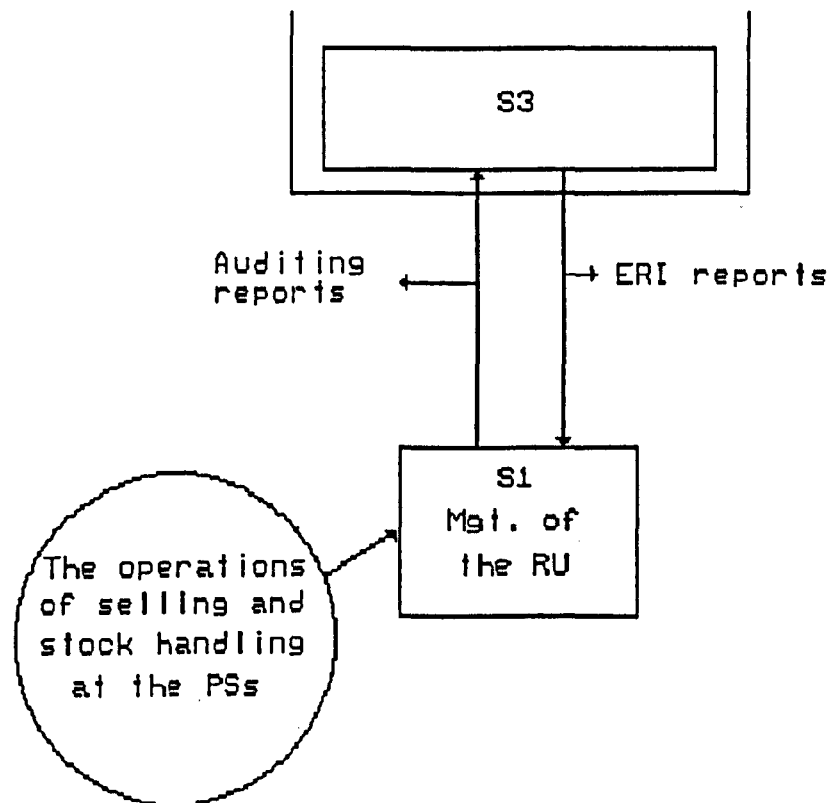 S3
Auditing
reports
ERI reports
S1
Mgt. of
the RU
The operations
of selling and
stock handling
at the PSs